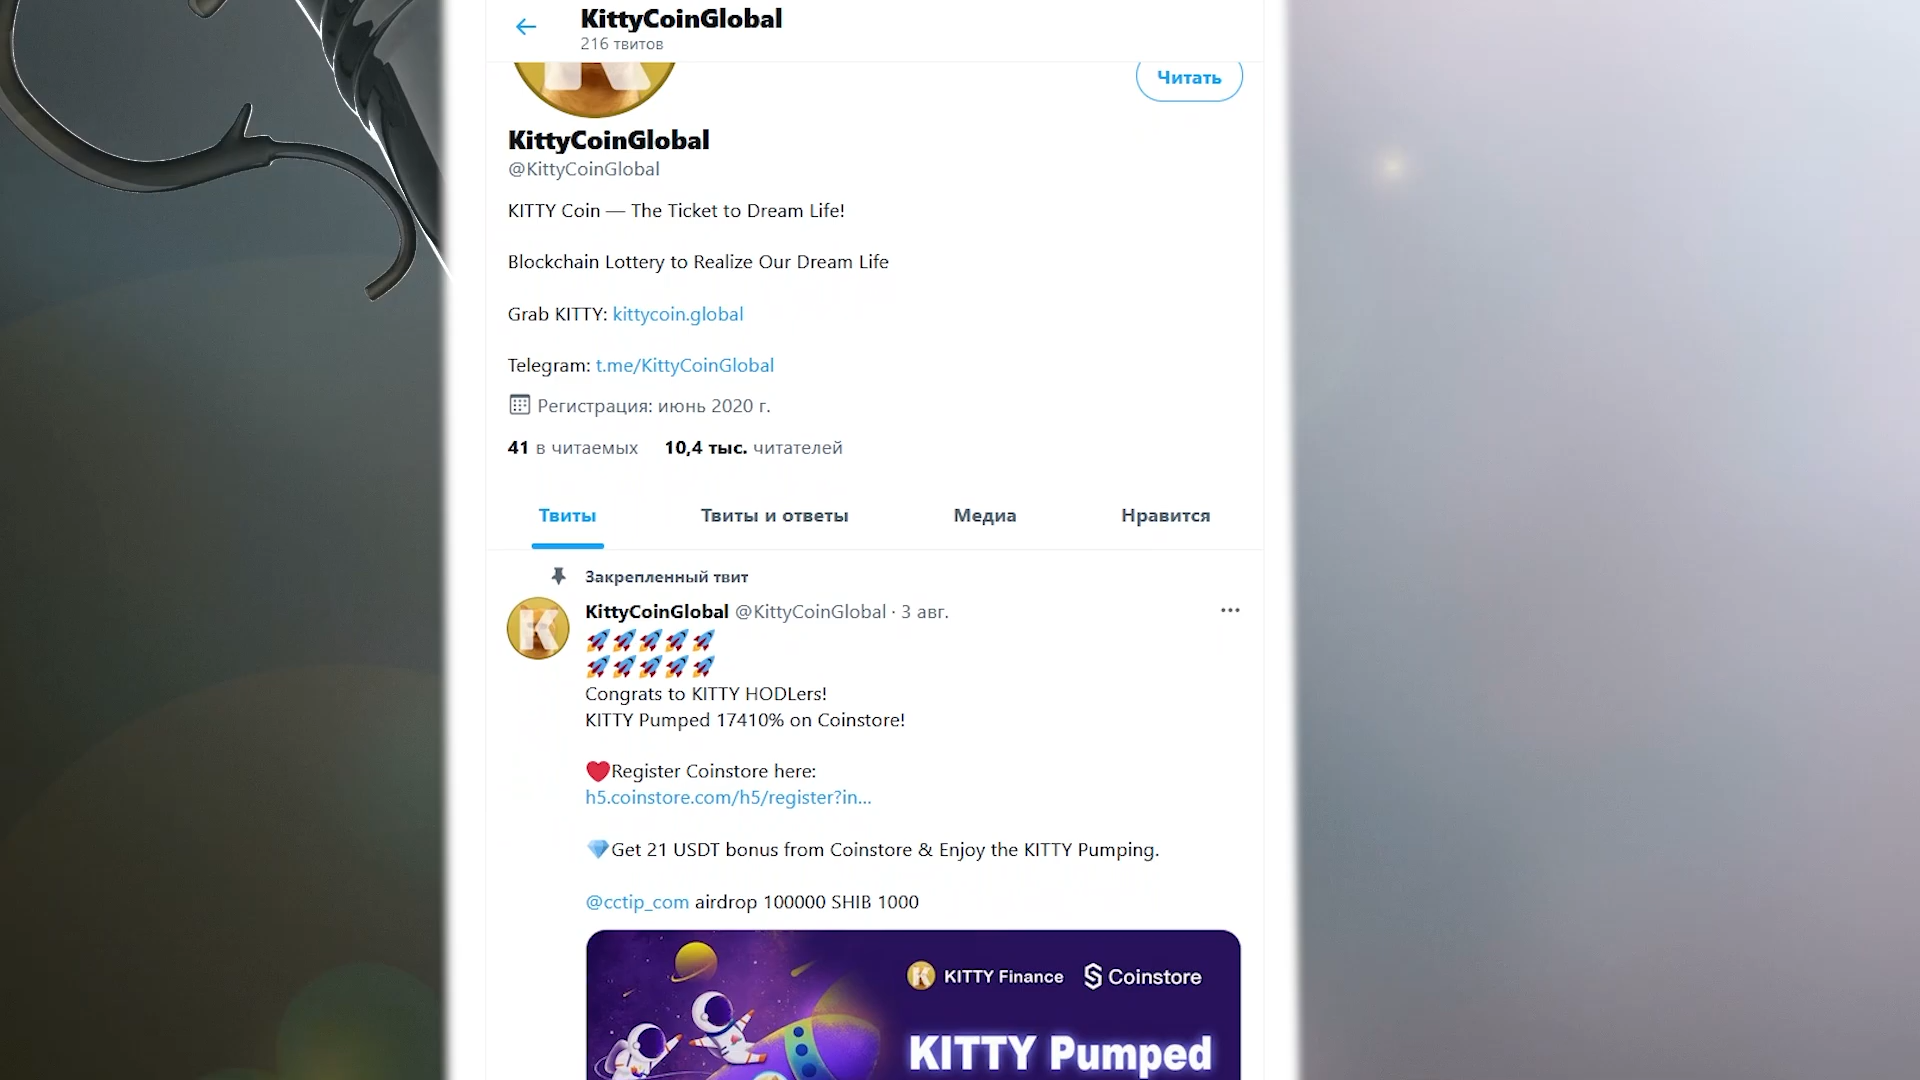 KittyCoinGlobal
216 твитов
Читать
KittyCoinGlobal
@KittyCoinGlobal
KITTY Coin — The Ticket to Dream Life!
Blockchain Lottery to Realize Our Dream Life
Grab KITTY: kittycoin.global
Telegram: t.me/KittyCoinGlobal
Регистрация: июнь 2020 г.
41 в читаемых 10,4 тыс. читателей
Твиты Твиты и ответы Медиа Нравится
Закрепленный твит
KittyCoinGlobal @KittyCoinGlobal · 3 авг.
🚀🚀🚀🚀🚀
🚀🚀🚀🚀🚀
Congrats to KITTY HODLers!
KITTY Pumped 17410% on Coinstore!
❤️Register Coinstore here:
h5.coinstore.com/h5/register?in...
💎Get 21 USDT bonus from Coinstore & Enjoy the KITTY Pumping.
@cctip_com airdrop 100000 SHIB 1000
KITTY Finance Coinstore
KITTY Pumped